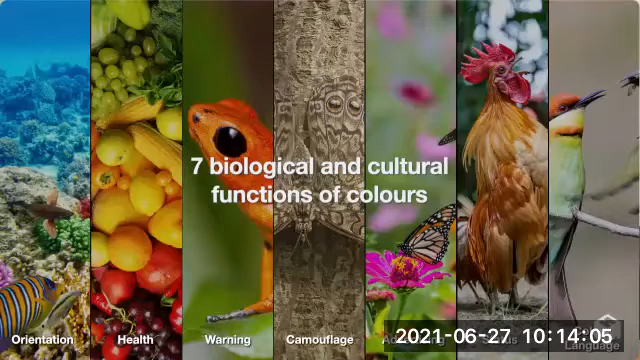 7 biological and cultural
functions of colours
Orientation
Health
Warning
Camouflage
Language
2021-06-27 10:14:05